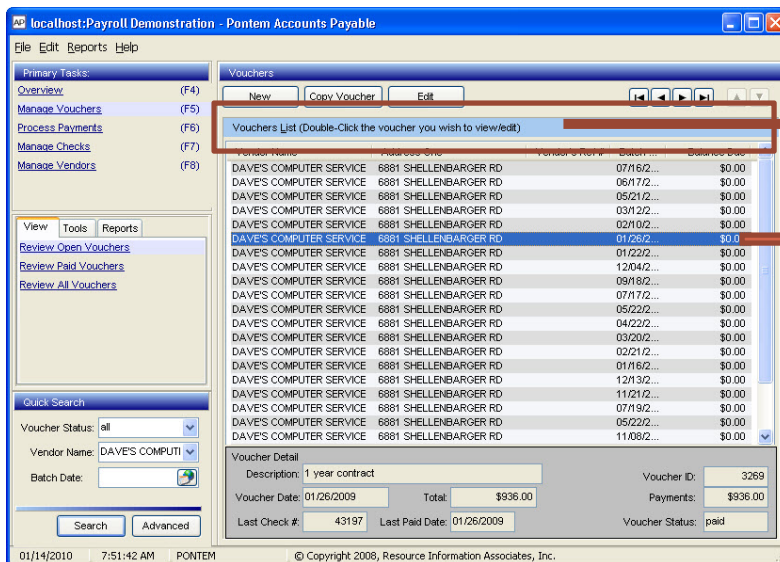 AP localhost:Payroll Demonstration - Pontem Accounts Payable
File Edit Reports Help
Primary Tasks:
Overview (F4)
Manage Vouchers (F5)
Process Payments (F6)
Manage Checks (F7)
Manage Vendors (F8)
View Tools Reports
Review Open Vouchers
Review Paid Vouchers
Review All Vouchers
Quick Search
Voucher Status: all
Vendor Name: DAVE'S COMPUTI
Batch Date:
Search Advanced
Vouchers
New Copy Voucher Edit
Vouchers List (Double-Click the voucher you wish to view/edit)
Vendor Name Address One Vendor's Ref # Batch ... Balance Due
DAVE'S COMPUTER SERVICE 6881 SHELLENBARGER RD 07/16/2... $0.00
DAVE'S COMPUTER SERVICE 6881 SHELLENBARGER RD 06/17/2... $0.00
DAVE'S COMPUTER SERVICE 6881 SHELLENBARGER RD 05/21/2... $0.00
DAVE'S COMPUTER SERVICE 6881 SHELLENBARGER RD 03/12/2... $0.00
DAVE'S COMPUTER SERVICE 6881 SHELLENBARGER RD 02/10/2... $0.00
DAVE'S COMPUTER SERVICE 6881 SHELLENBARGER RD 01/26/2... $0.00
DAVE'S COMPUTER SERVICE 6881 SHELLENBARGER RD 01/22/2... $0.00
DAVE'S COMPUTER SERVICE 6881 SHELLENBARGER RD 12/04/2... $0.00
DAVE'S COMPUTER SERVICE 6881 SHELLENBARGER RD 09/18/2... $0.00
DAVE'S COMPUTER SERVICE 6881 SHELLENBARGER RD 07/17/2... $0.00
DAVE'S COMPUTER SERVICE 6881 SHELLENBARGER RD 05/22/2... $0.00
DAVE'S COMPUTER SERVICE 6881 SHELLENBARGER RD 04/22/2... $0.00
DAVE'S COMPUTER SERVICE 6881 SHELLENBARGER RD 03/20/2... $0.00
DAVE'S COMPUTER SERVICE 6881 SHELLENBARGER RD 02/21/2... $0.00
DAVE'S COMPUTER SERVICE 6881 SHELLENBARGER RD 01/16/2... $0.00
DAVE'S COMPUTER SERVICE 6881 SHELLENBARGER RD 12/13/2... $0.00
DAVE'S COMPUTER SERVICE 6881 SHELLENBARGER RD 11/21/2... $0.00
DAVE'S COMPUTER SERVICE 6881 SHELLENBARGER RD 07/19/2... $0.00
DAVE'S COMPUTER SERVICE 6881 SHELLENBARGER RD 05/22/2... $0.00
DAVE'S COMPUTER SERVICE 6881 SHELLENBARGER RD 11/08/2... $0.00
Voucher Detail
Description: 1 year contract Voucher ID: 3269
Voucher Date: 01/26/2009 Total: $936.00 Payments: $936.00
Last Check #: 43197 Last Paid Date: 01/26/2009 Voucher Status: paid
01/14/2010 7:51:42 AM PONTEM © Copyright 2008, Resource Information Associates, Inc.